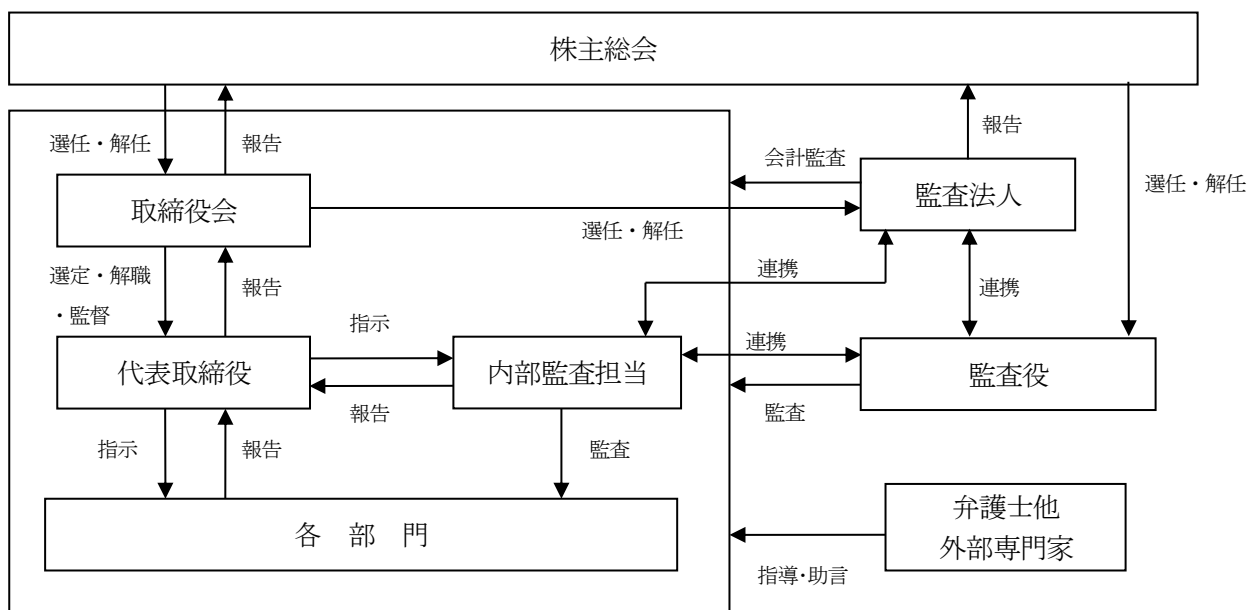 株主総会
選任・解任
報告
報告
会計監査
選任・解任
取締役会
監査法人
選任・解任
選定・解職
・監督
報告
連携
連携
指示
連携
代表取締役
内部監査担当
監査役
報告
監査
指示
報告
監査
各 部 門
弁護士他
外部専門家
指導・助言